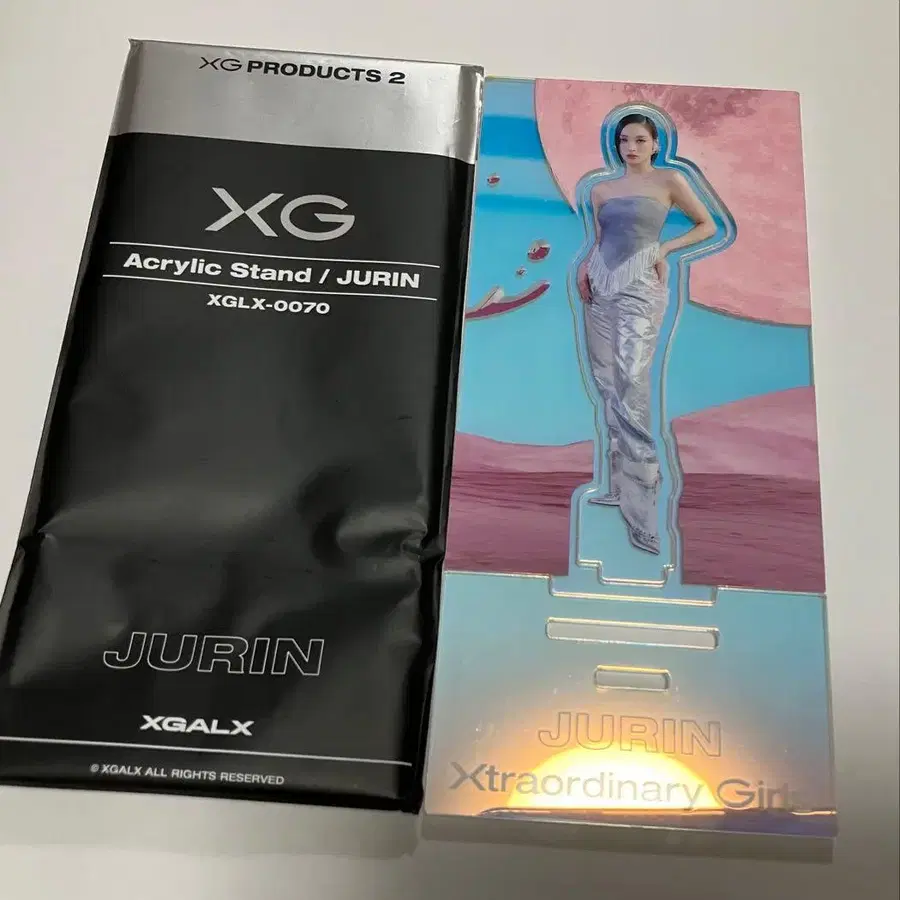 XG PRODUCTS 2
XG
Acrylic Stand / JURIN
XGLX-0070
JURIN
XGALX
© XGALX ALL RIGHTS RESERVED
JURIN
Xtraordinary Girls